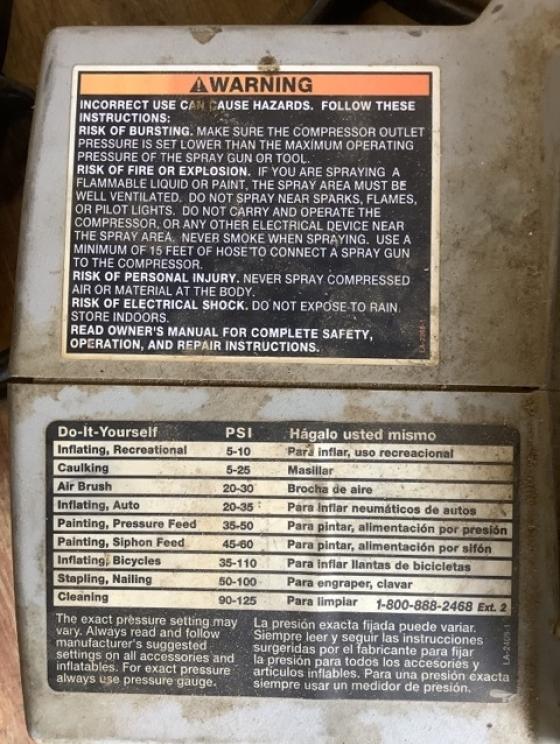 ⚠WARNING
INCORRECT USE CAN CAUSE HAZARDS. FOLLOW THESE
INSTRUCTIONS:
RISK OF BURSTING. MAKE SURE THE COMPRESSOR OUTLET
PRESSURE IS SET LOWER THAN THE MAXIMUM OPERATING
PRESSURE OF THE SPRAY GUN OR TOOL.
RISK OF FIRE OR EXPLOSION. IF YOU ARE SPRAYING A
FLAMMABLE LIQUID OR PAINT, THE SPRAY AREA MUST BE
WELL VENTILATED. DO NOT SPRAY NEAR SPARKS, FLAMES,
OR PILOT LIGHTS. DO NOT CARRY AND OPERATE THE
COMPRESSOR, OR ANY OTHER ELECTRICAL DEVICE NEAR
THE SPRAY AREA. NEVER SMOKE WHEN SPRAYING. USE A
MINIMUM OF 15 FEET OF HOSE TO CONNECT A SPRAY GUN
TO THE COMPRESSOR.
RISK OF PERSONAL INJURY. NEVER SPRAY COMPRESSED
AIR OR MATERIAL AT THE BODY.
RISK OF ELECTRICAL SHOCK. DO NOT EXPOSE TO RAIN.
STORE INDOORS.
READ OWNER'S MANUAL FOR COMPLETE SAFETY,
OPERATION, AND REPAIR INSTRUCTIONS.
Do-It-Yourself PSI Hágalo usted mismo
Inflating, Recreational 5-10 Para inflar, uso recreacional
Caulking 5-25 Masillar
Air Brush 20-30 Brocha de aire
Inflating, Auto 20-35 Para inflar neumáticos de autos
Painting, Pressure Feed 35-50 Para pintar, alimentación por presión
Painting, Siphon Feed 45-60 Para pintar, alimentación por sifón
Inflating, Bicycles 35-110 Para inflar llantas de bicicletas
Stapling, Nailing 50-100 Para engraper, clavar
Cleaning 90-125 Para limpiar 1-800-888-2468 Ext. 2
The exact pressure setting may
vary. Always read and follow
manufacturer's suggested
settings on all accessories and
inflatables. For exact pressure
always use pressure gauge.
La presión exacta fijada puede variar.
Siempre leer y seguir las instrucciones
surgeridas por el fabricante para fijar
la presión para todos los accesorios y
articulos inflables. Para una presión exacta
siempre usar un medidor de presión.